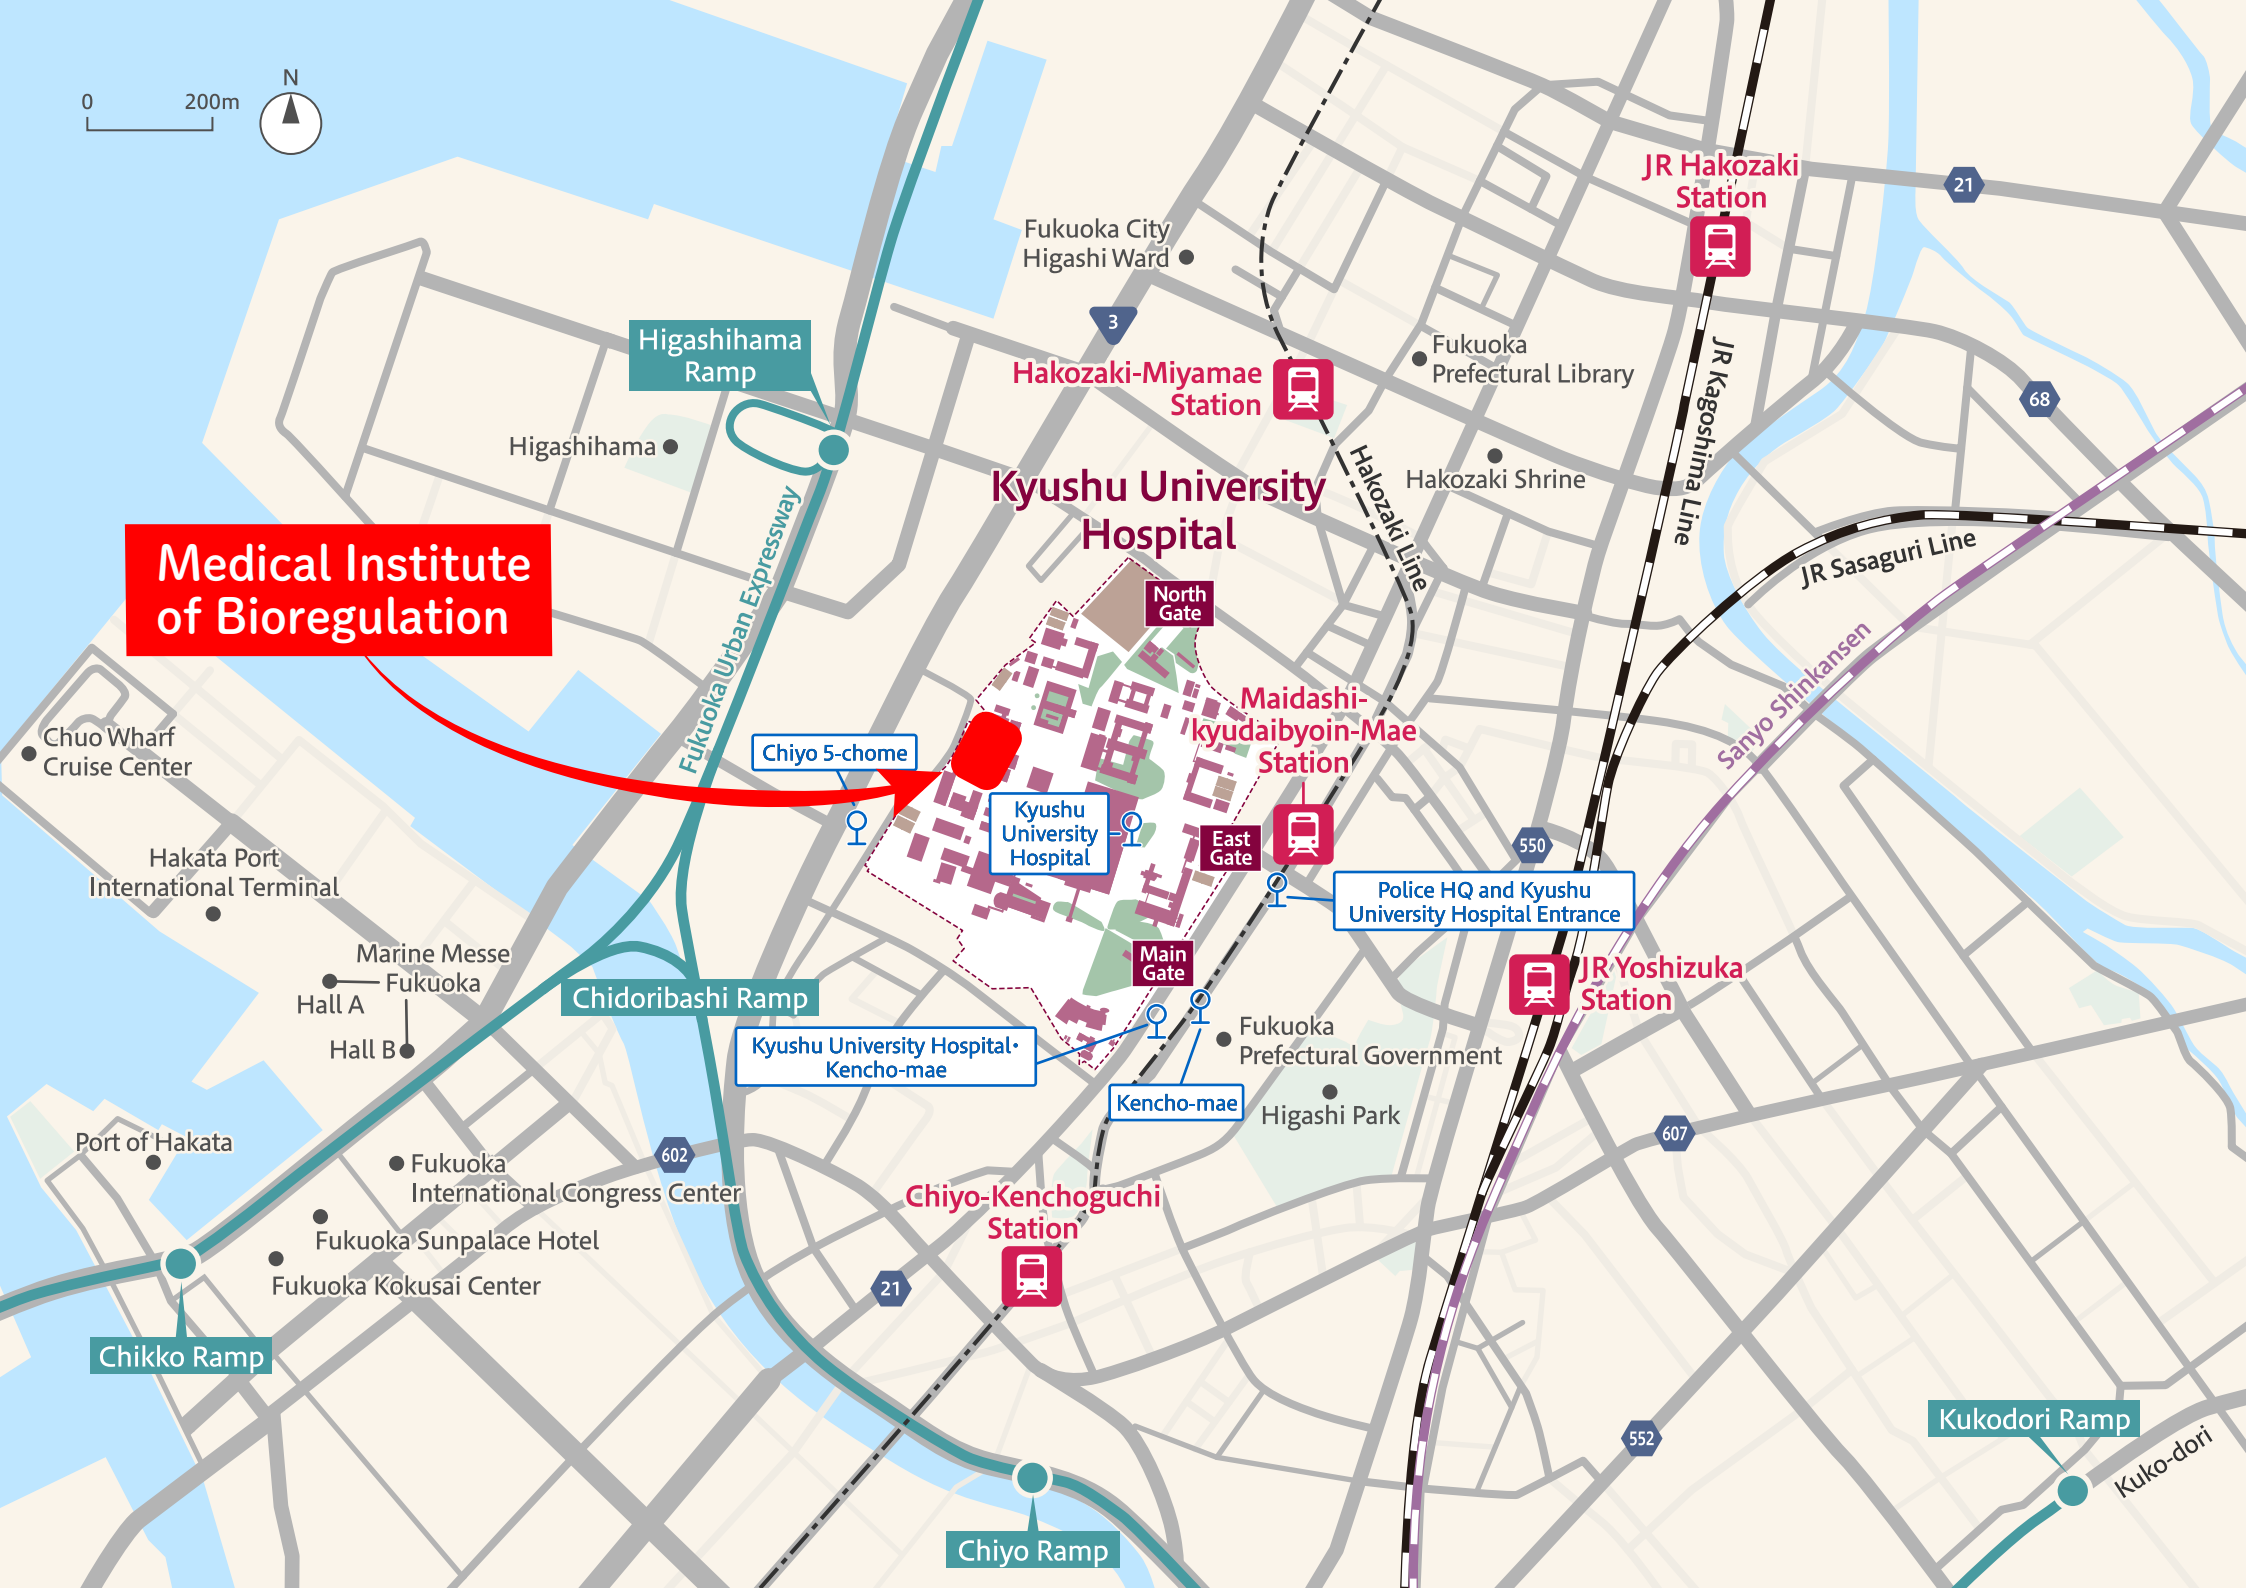 N
0 200m
JR Hakozaki
Station
21
Fukuoka City
Higashi Ward
3
Higashihama
Ramp
Fukuoka
Prefectural Library
Hakozaki-Miyamae
Station
JR Kagoshima Line
68
Higashihama
Hakozaki Line
Hakozaki Shrine
Kyushu University
Hospital
Fukuoka Urban Expressway
Medical Institute
of Bioregulation
JR Sasaguri Line
North
Gate
Sanyo Shinkansen
Maidashi-
kyudaibyoin-Mae
Station
Chuo Wharf
Cruise Center
Chiyo 5-chome
Kyushu
University
Hospital
East
Gate
550
Hakata Port
International Terminal
Police HQ and Kyushu
University Hospital Entrance
Marine Messe
Fukuoka
Hall A
Hall B
Main
Gate
JR Yoshizuka
Station
Chidoribashi Ramp
Kyushu University Hospital・
Kencho-mae
Fukuoka
Prefectural Government
Kencho-mae
Higashi Park
Port of Hakata
602
607
Fukuoka
International Congress Center
Chiyo-Kenchoguchi
Station
Fukuoka Sunpalace Hotel
Fukuoka Kokusai Center
21
Chikko Ramp
Kukodori Ramp
552
Kuko-dori
Chiyo Ramp